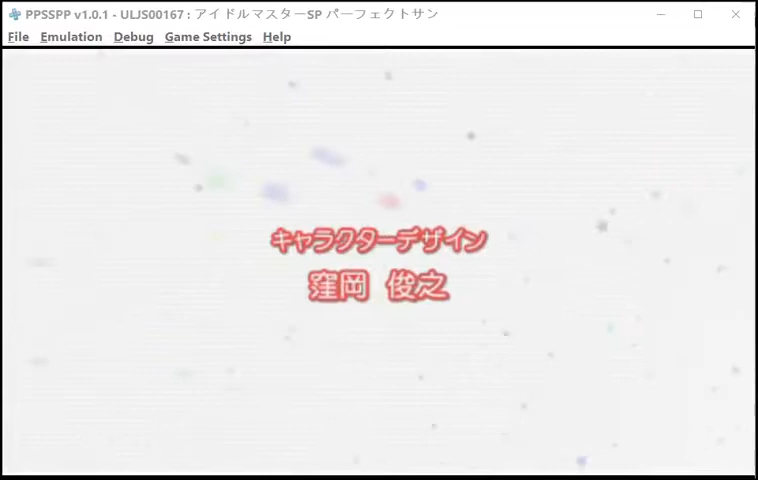 PPSSPP v1.0.1 - ULJS00167 : アイドルマスターSP パーフェクトサン
File Emulation Debug Game Settings Help
キャラクターデザイン
窪岡 俊之